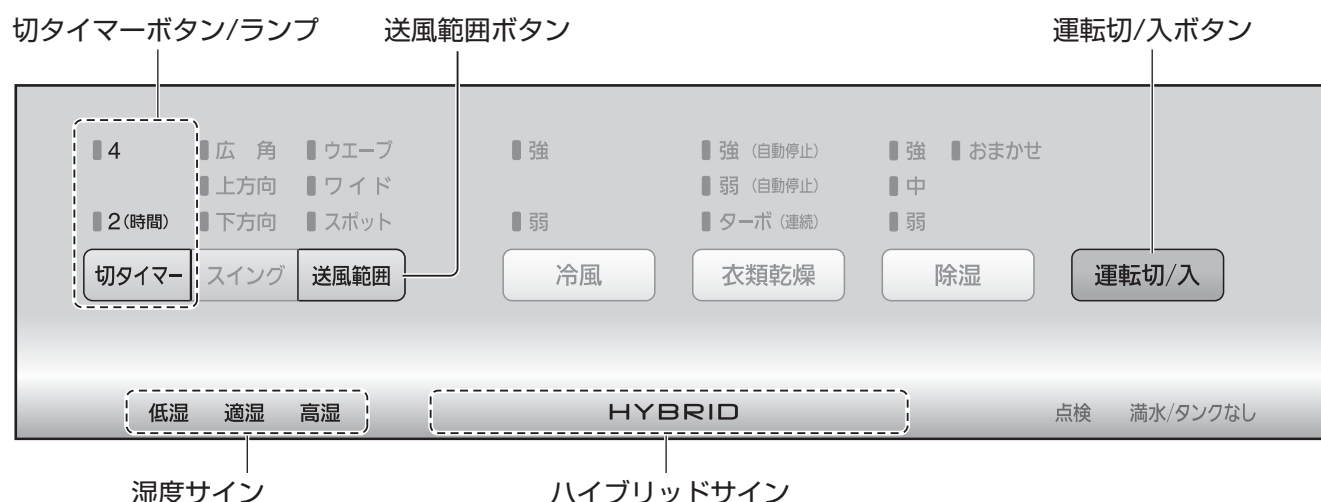 切タイマーボタン/ランプ 送風範囲ボタン 運転切/入ボタン
4 広 角 ウエーブ 強 強 (自動停止) 強 おまかせ
上方向 ワイド 弱 (自動停止) 中
2(時間) 下方向 スポット 弱 ターボ (連続) 弱
切タイマー スイング 送風範囲 冷風 衣類乾燥 除湿 運転切/入
低湿 適湿 高湿 HYBRID 点検 満水/タンクなし
湿度サイン ハイブリッドサイン